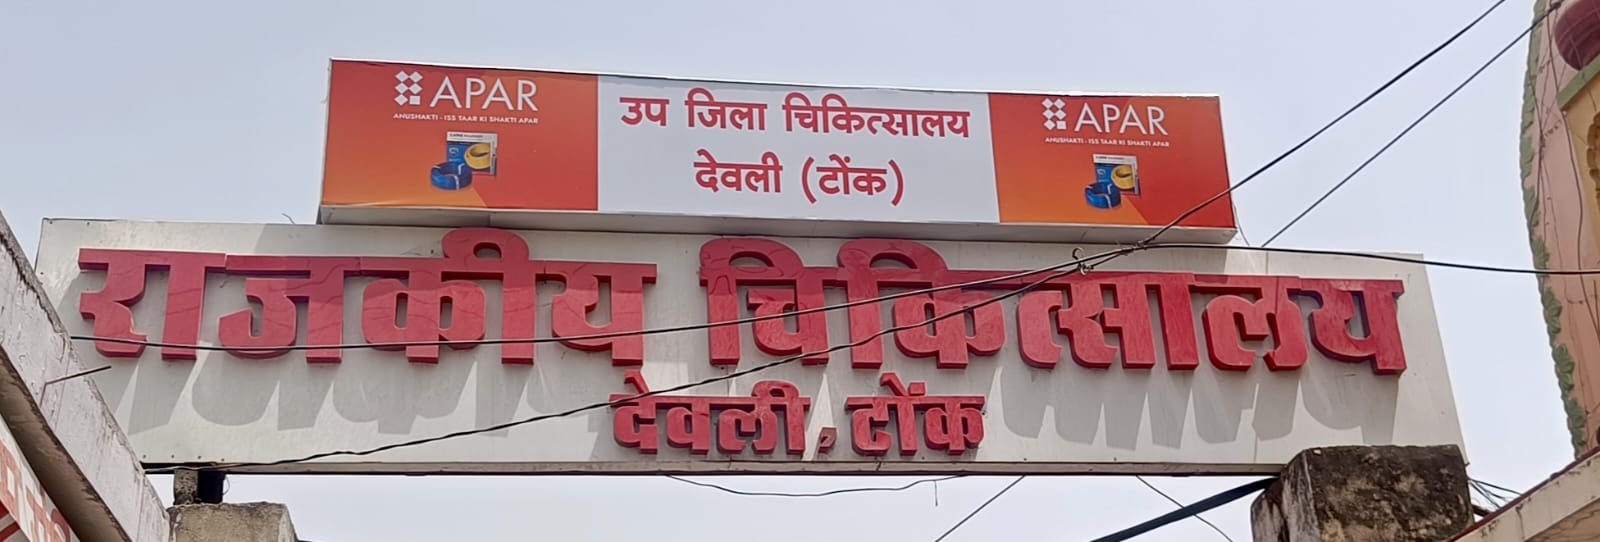 APAR
ANUSHAKTI - ISS TAAR KI SHAKTI APAR
उप जिला चिकित्सालय
देवली (टोंक)
APAR
ANUSHAKTI - ISS TAAR KI SHAKTI APAR
राजकीय चिकित्सालय
देवली, टोंक